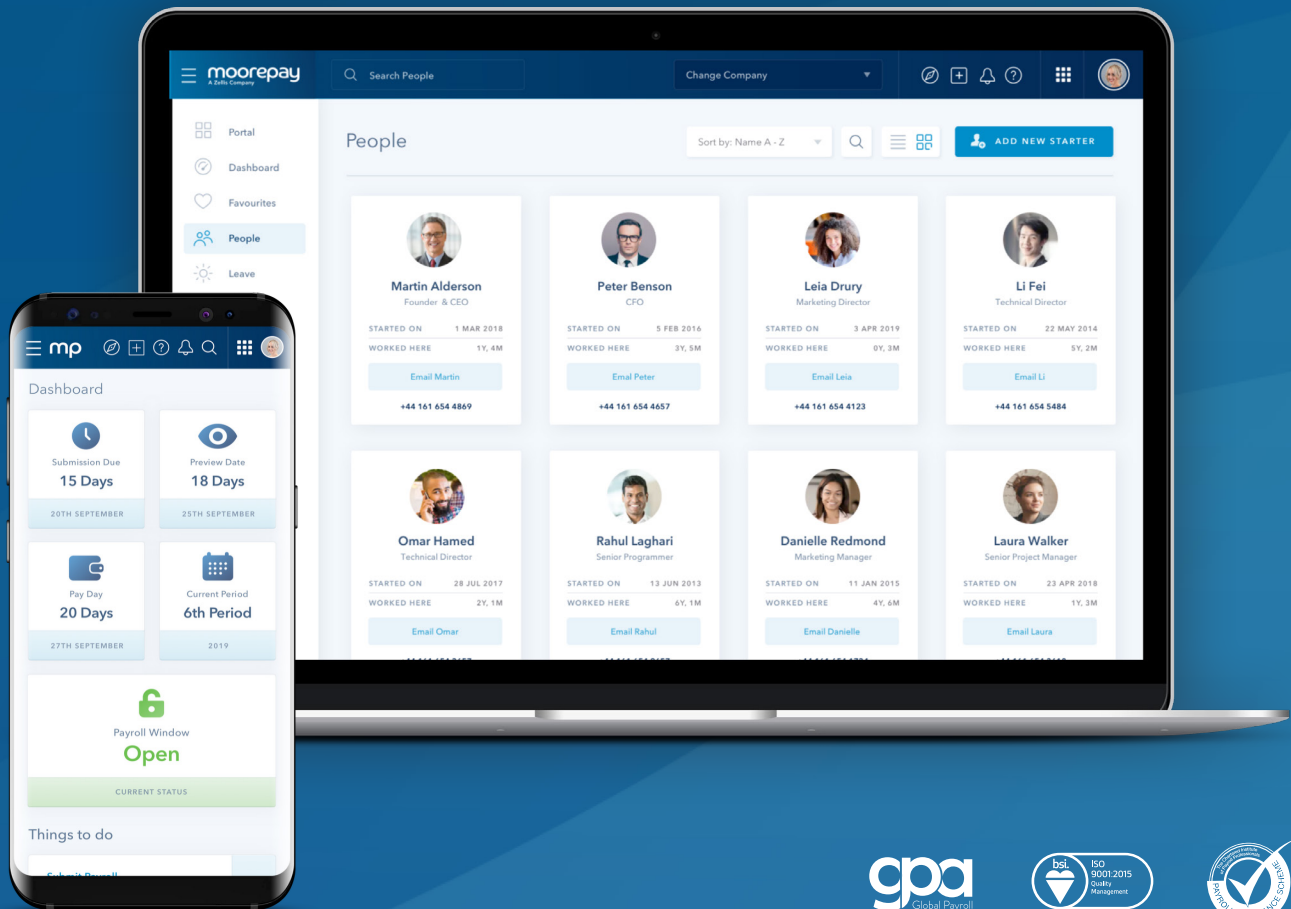 moorepay
A Zellis Company
Search People
Change Company
Portal
Dashboard
Favourites
People
Leave
People
Sort by: Name A - Z
ADD NEW STARTER
Martin Alderson
Founder & CEO
STARTED ON 1 MAR 2018
WORKED HERE 1Y, 4M
Email Martin
+44 161 654 4869
Peter Benson
CFO
STARTED ON 5 FEB 2016
WORKED HERE 3Y, 5M
Emal Peter
+44 161 654 4657
Leia Drury
Marketing Director
STARTED ON 3 APR 2019
WORKED HERE 0Y, 3M
Email Leia
+44 161 654 4123
Li Fei
Technical Director
STARTED ON 22 MAY 2014
WORKED HERE 5Y, 2M
Email Li
+44 161 654 5484
Omar Hamed
Technical Director
STARTED ON 28 JUL 2017
WORKED HERE 2Y, 1M
Email Omar
Rahul Laghari
Senior Programmer
STARTED ON 13 JUN 2013
WORKED HERE 6Y, 1M
Email Rahul
Danielle Redmond
Marketing Manager
STARTED ON 11 JAN 2015
WORKED HERE 4Y, 6M
Email Danielle
Laura Walker
Senior Project Manager
STARTED ON 23 APR 2018
WORKED HERE 1Y, 3M
Email Laura
mp
Dashboard
Submission Due
15 Days
20TH SEPTEMBER
Preview Date
18 Days
25TH SEPTEMBER
Pay Day
20 Days
27TH SEPTEMBER
Current Period
6th Period
2019
Payroll Window
Open
CURRENT STATUS
Things to do
Submit Payroll
gpa
Global Payroll
bsi.
ISO
9001:2015
Quality
Management